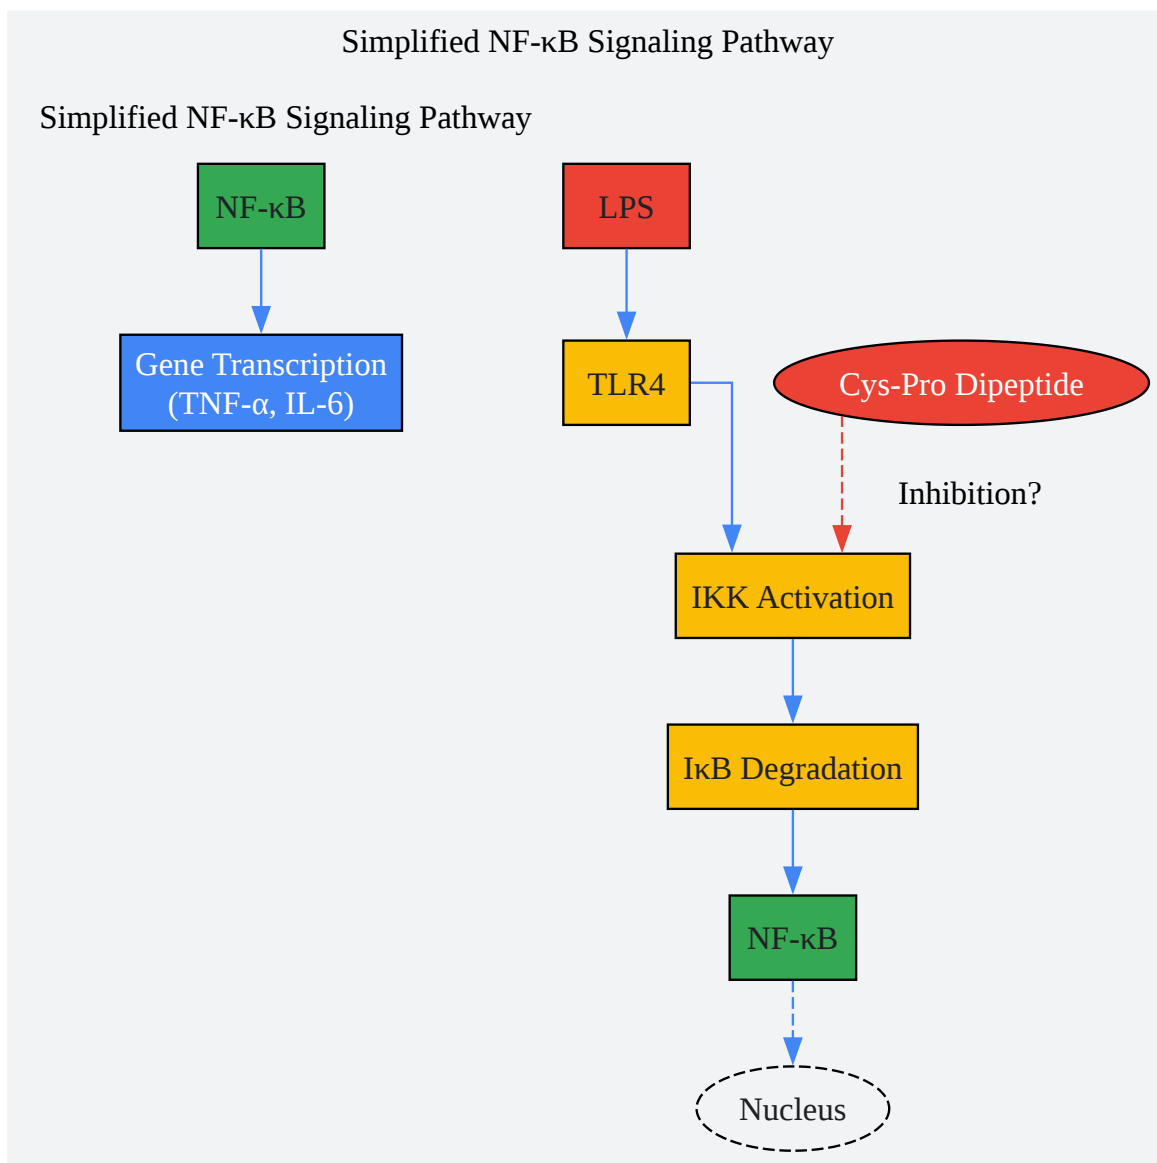 Simplified NF-κB Signaling Pathway
Simplified NF-κB Signaling Pathway
NF-κB
LPS
Gene Transcription
(TNF-α, IL-6)
TLR4
Cys-Pro Dipeptide
Inhibition?
IKK Activation
IκB Degradation
NF-κB
Nucleus